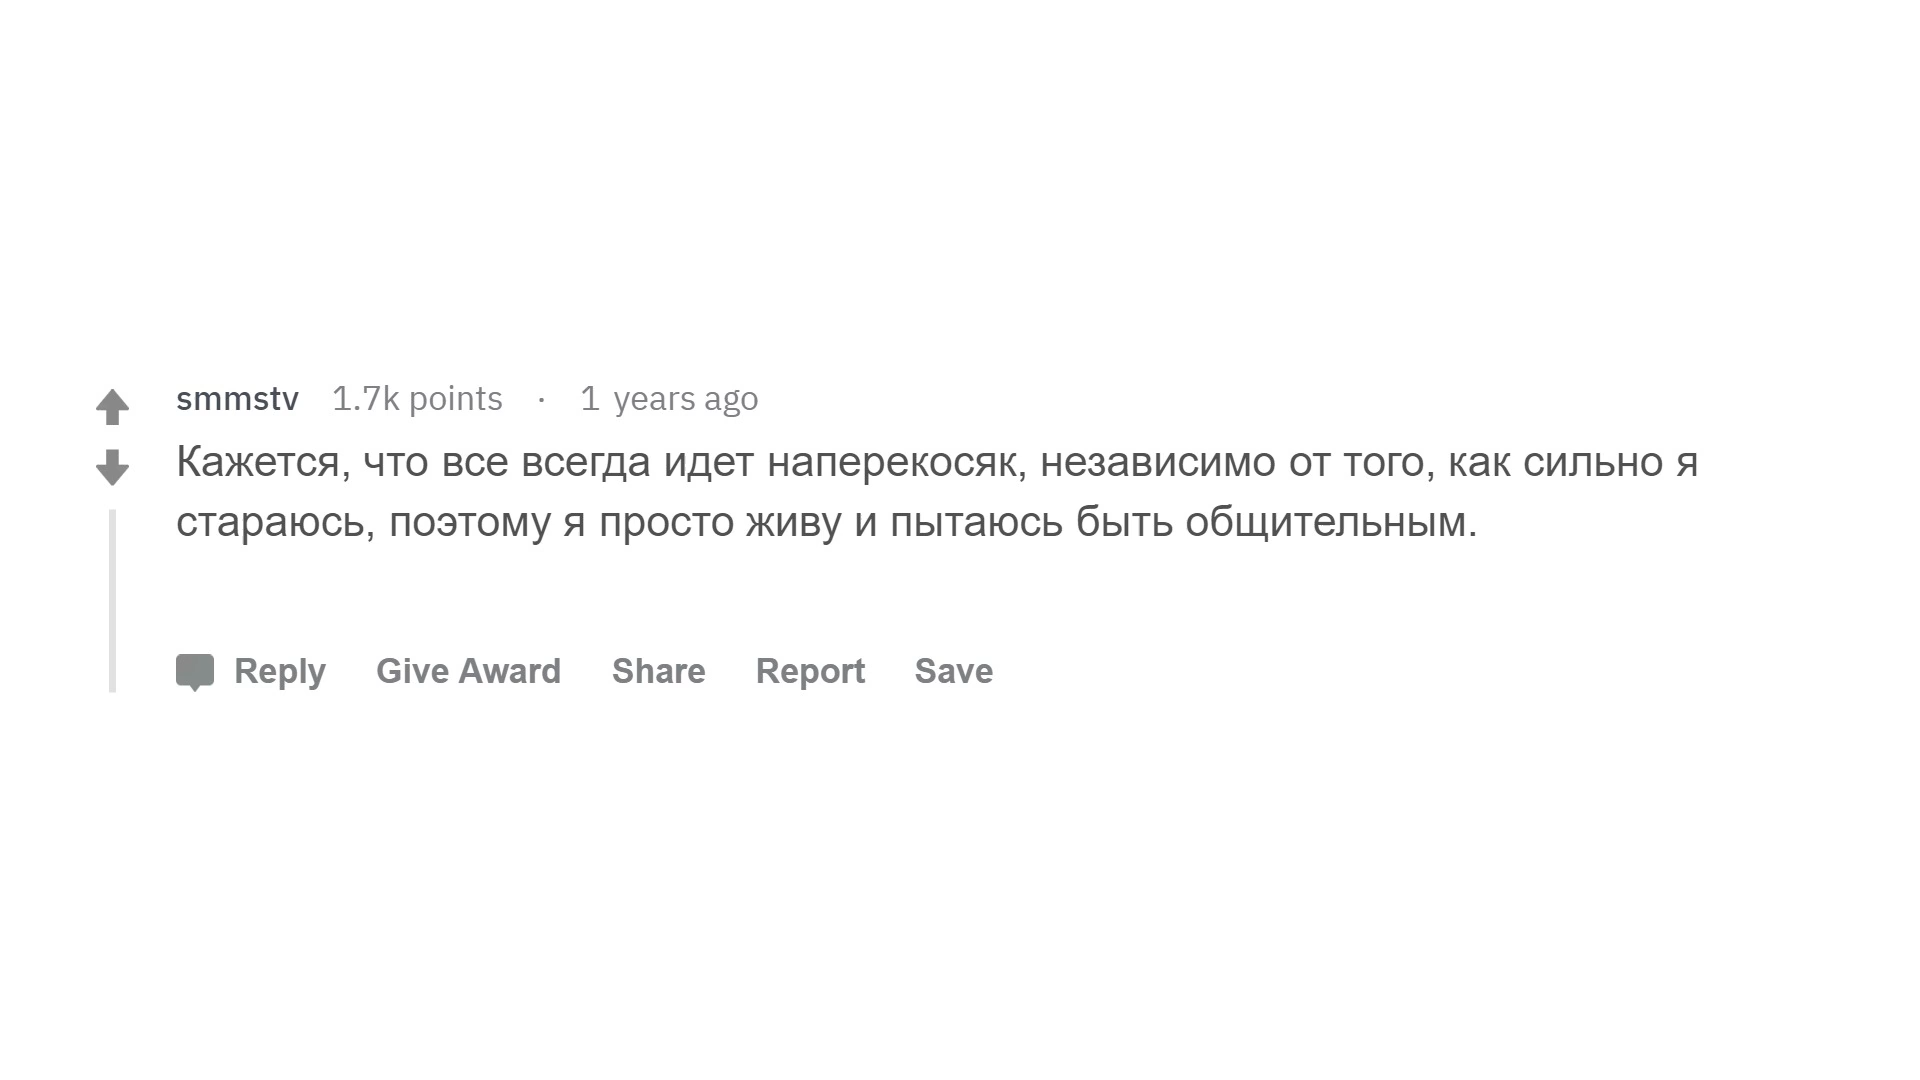 smmstv 1.7k points · 1 years ago
Кажется, что все всегда идет наперекосяк, независимо от того, как сильно я
стараюсь, поэтому я просто живу и пытаюсь быть общительным.
Reply Give Award Share Report Save